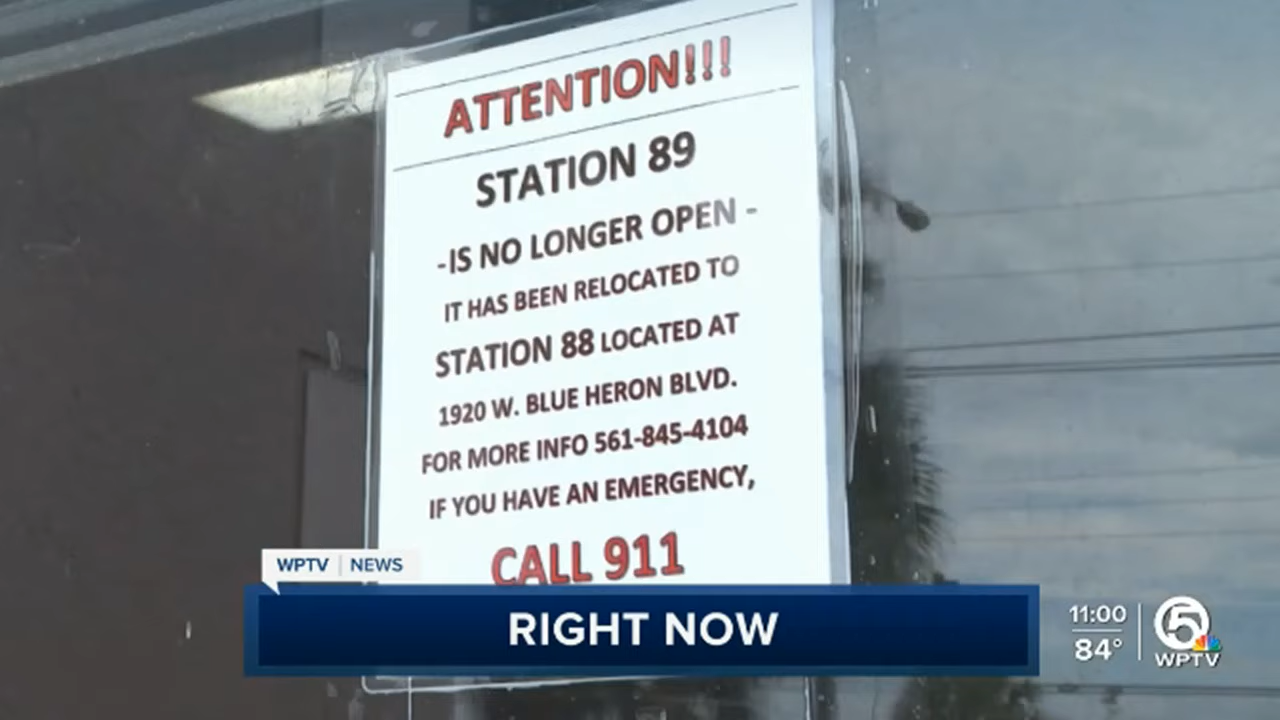 ATTENTION!!!
STATION 89
-IS NO LONGER OPEN -
IT HAS BEEN RELOCATED TO
STATION 88 LOCATED AT
1920 W. BLUE HERON BLVD.
FOR MORE INFO 561-845-4104
IF YOU HAVE AN EMERGENCY,
CALL 911
WPTV NEWS
RIGHT NOW
11:00
84°
5
WPTV